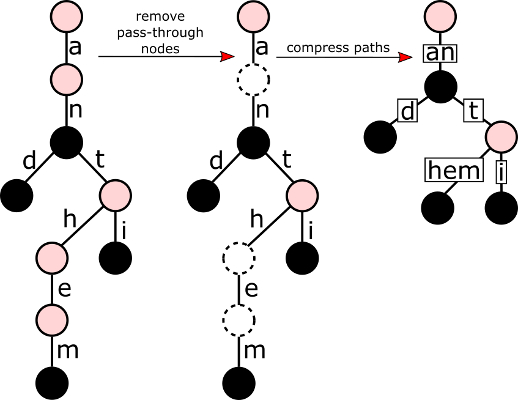 remove
pass-through
nodes
compress paths
a
n
d
t
h
i
e
m
a
n
d
t
h
i
e
m
an
d
t
hem
i